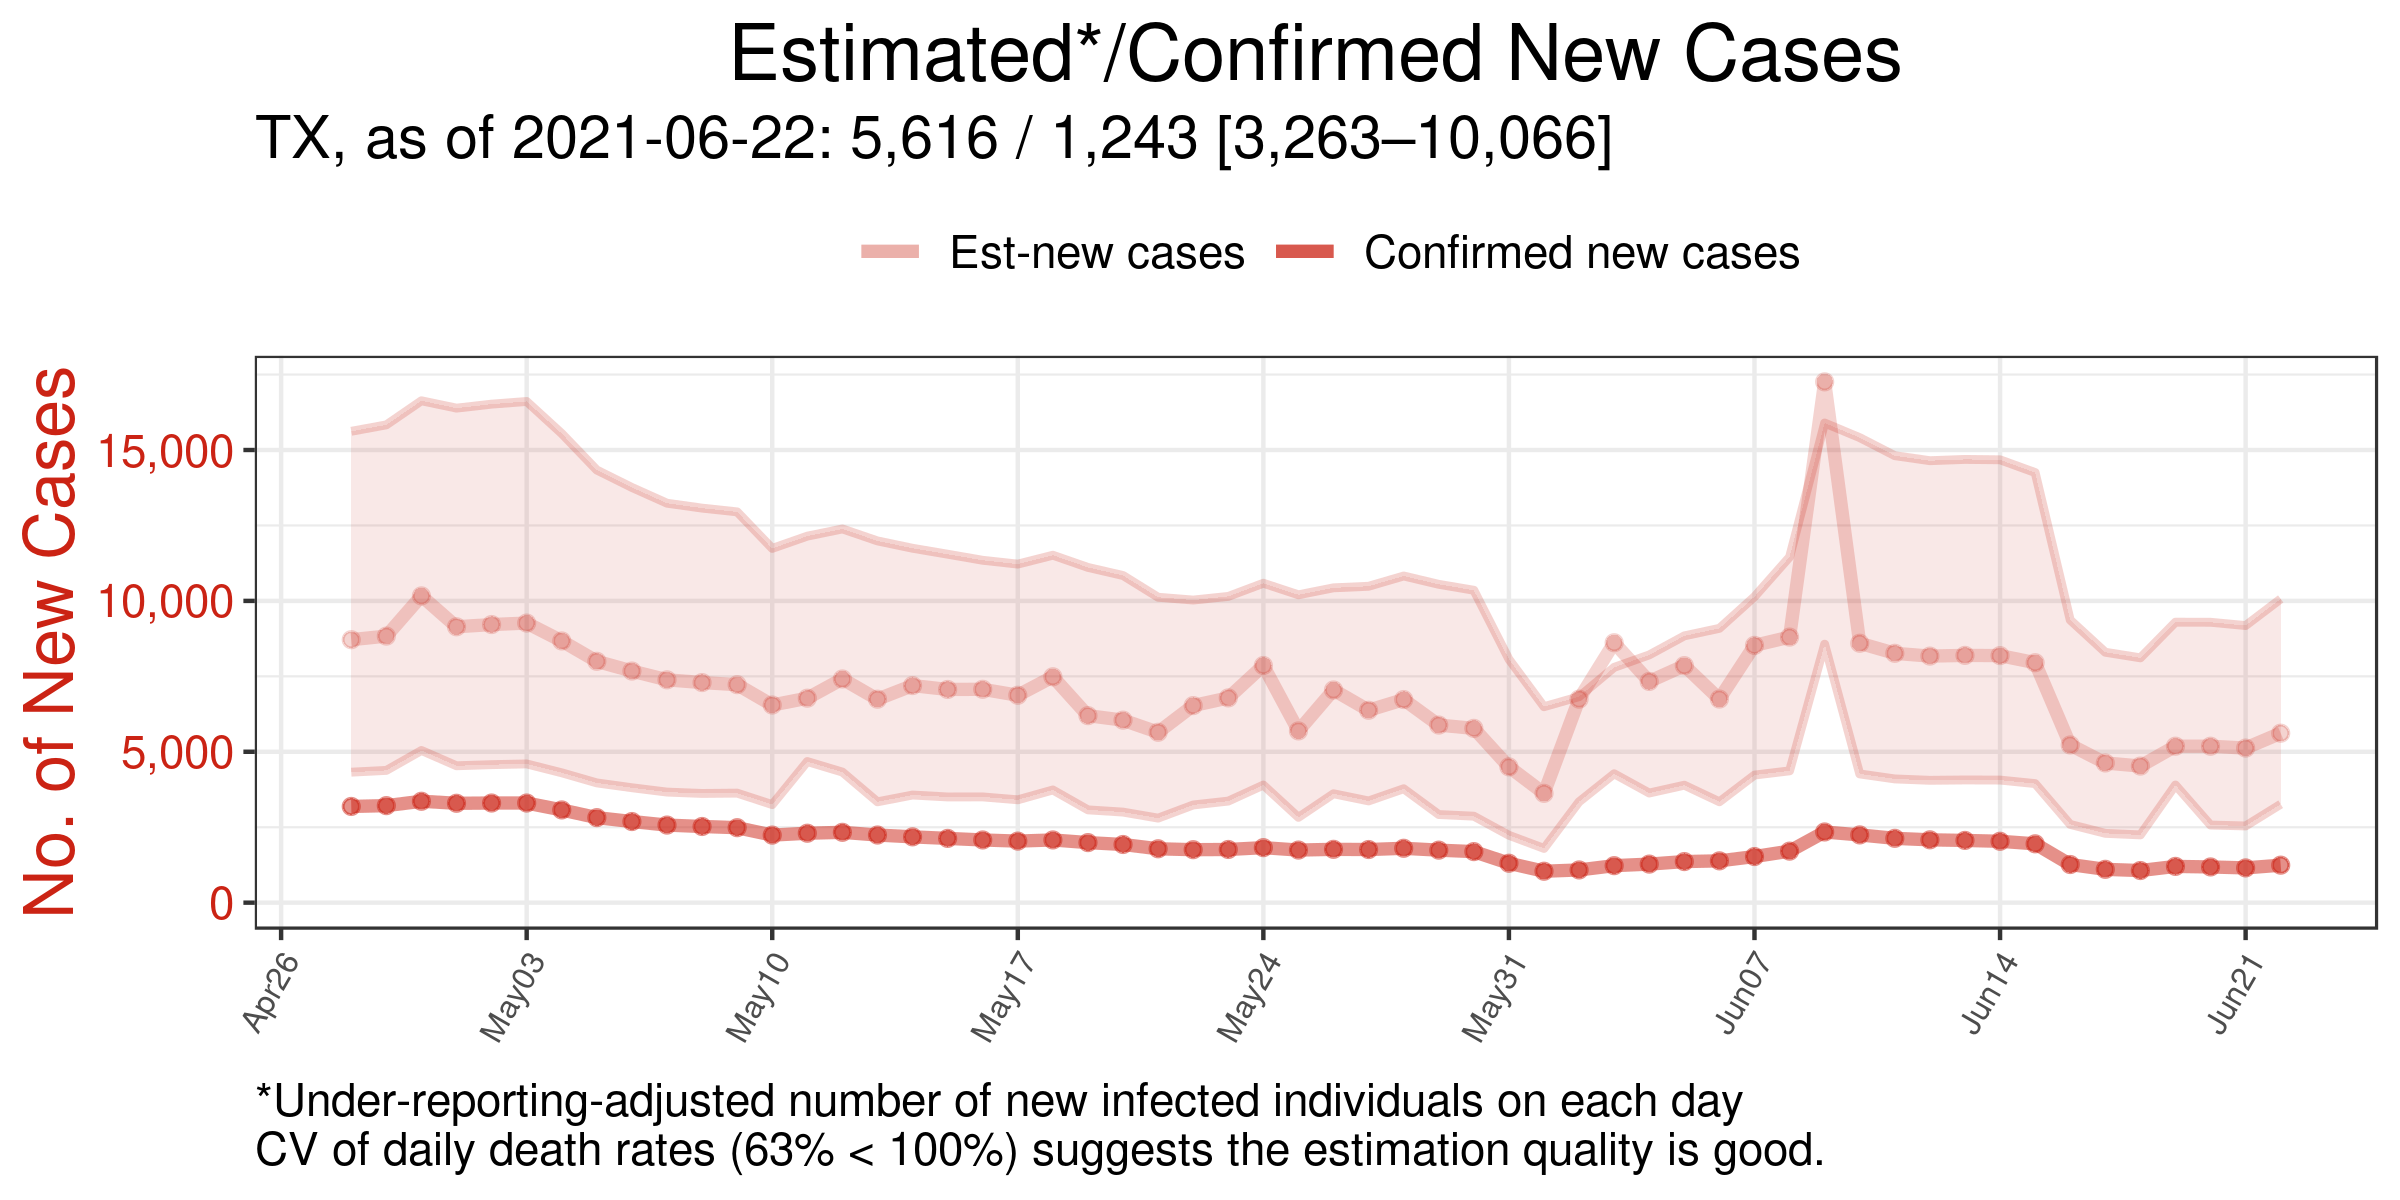 Estimated*/Confirmed New Cases
TX, as of 2021-06-22: 5,616 / 1,243 [3,263–10,066]
Est-new cases Confirmed new cases
No. of New Cases
15,000
10,000
5,000
0
Apr26 May03 May10 May17 May24 May31 Jun07 Jun14 Jun21
*Under-reporting-adjusted number of new infected individuals on each day
CV of daily death rates (63% < 100%) suggests the estimation quality is good.